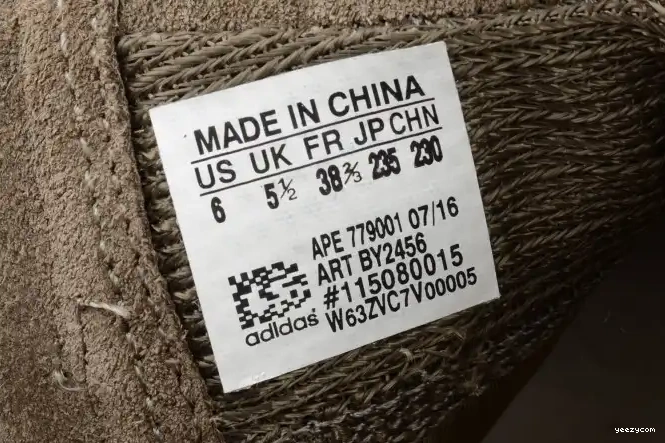 MADE IN CHINA
US UK FR JP CHN
6 5½ 38⅔ 235 230
APE 779001 07/16
ART BY2456
#115080015
W63ZVC7V00005
adidas
yeezycom